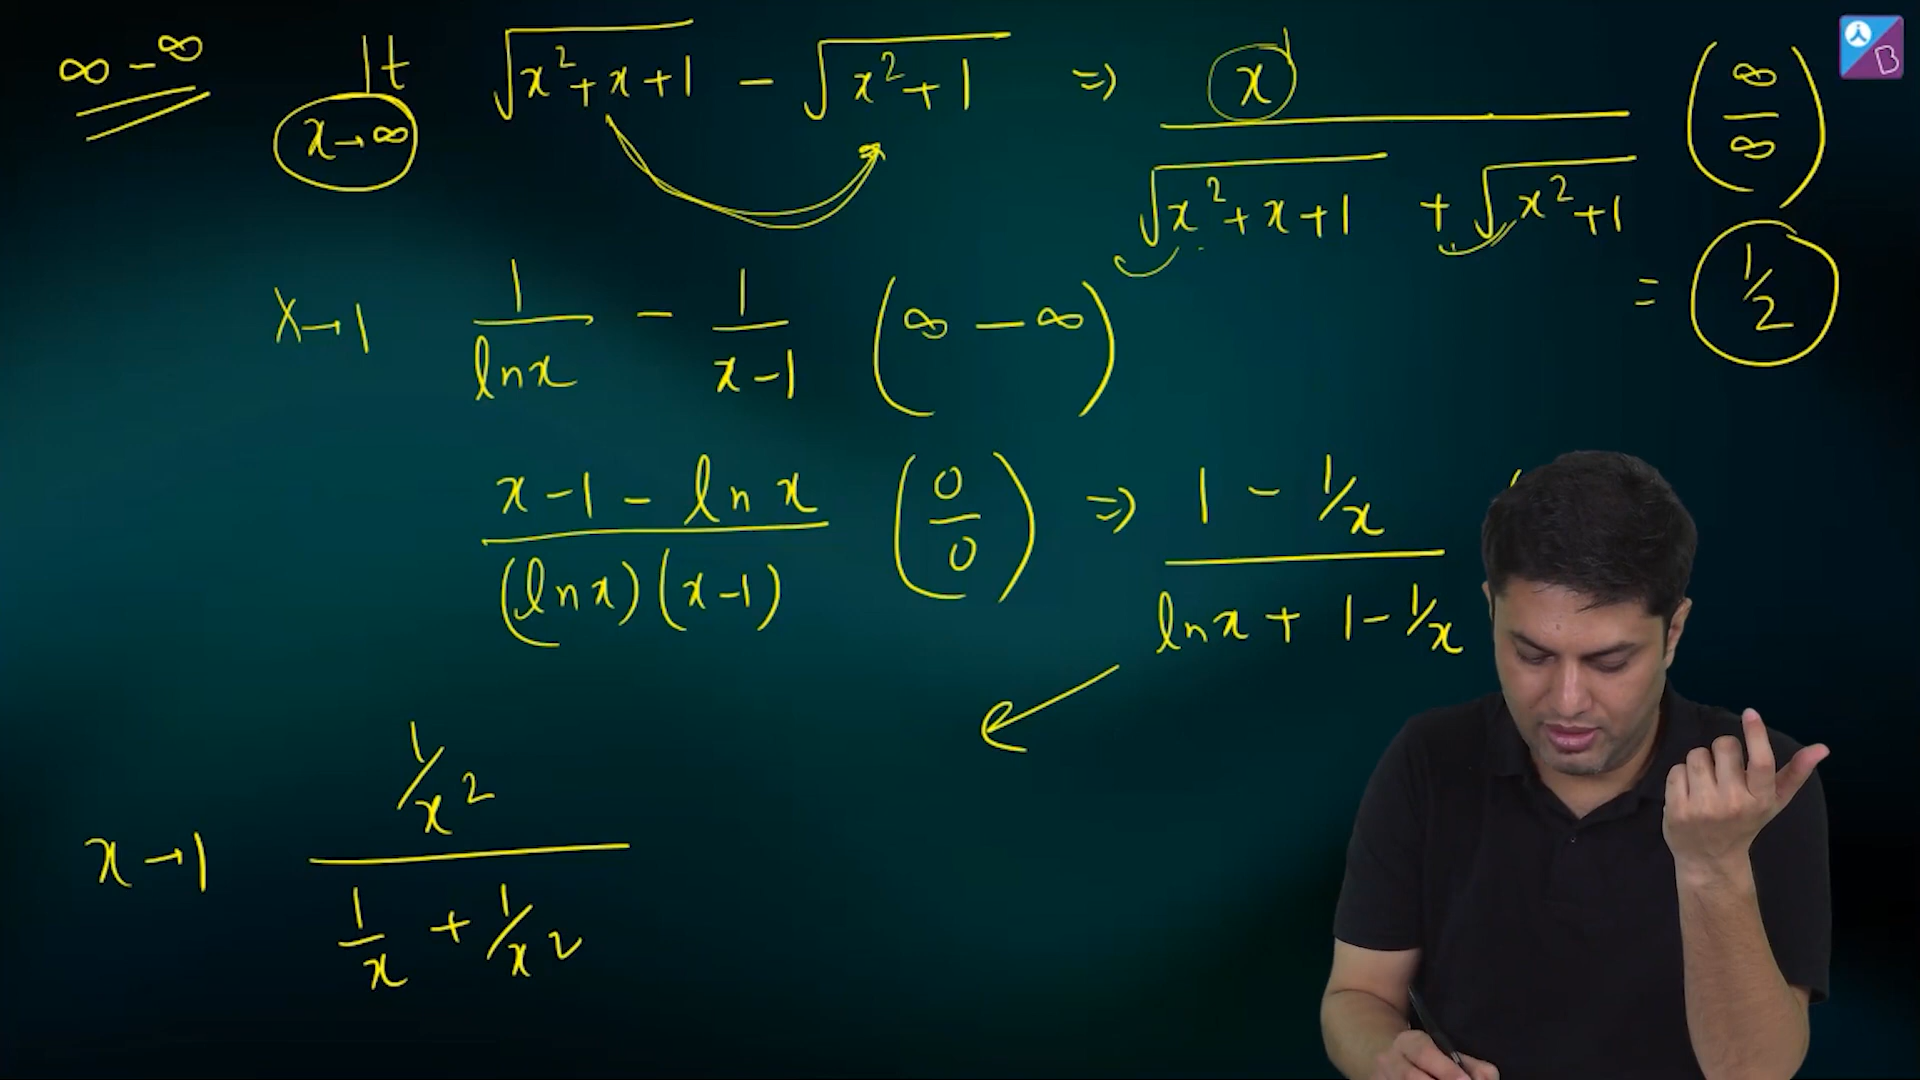 ∞ - ∞ lt x→∞ √(x²+x+1) - √(x²+1) ⇒ x / (√(x²+x+1) + √(x²+1)) (∞/∞)
= 1/2
x→1 1/ln x - 1/(x-1) (∞ - ∞)
(x-1-ln x)/((ln x)(x-1)) (0/0) ⇒ (1 - 1/x)/(ln x + 1 - 1/x)
x→1 (1/x²)/(1/x + 1/x²)
B